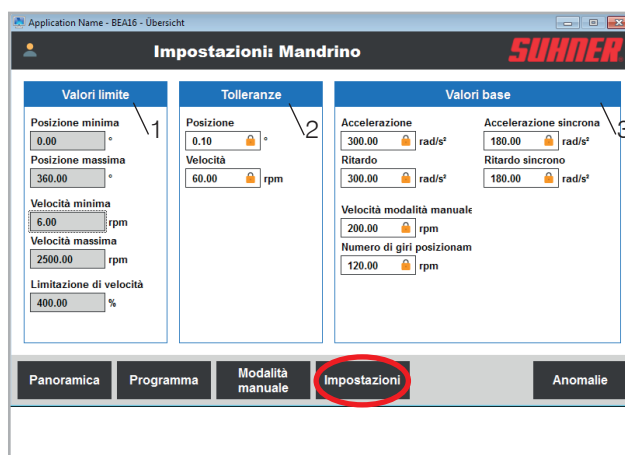 Application Name - BEA16 - Übersicht
Impostazioni: Mandrino
SUHNER
Valori limite
1
Posizione minima
0.00 °
Posizione massima
360.00 °
Velocità minima
6.00 rpm
Velocità massima
2500.00 rpm
Limitazione di velocità
400.00 %
Tolleranze
2
Posizione
0.10 °
Velocità
60.00 rpm
Valori base
3
Accelerazione
300.00 rad/s²
Ritardo
300.00 rad/s²
Velocità modalità manuale
200.00 rpm
Numero di giri posizionam
120.00 rpm
Accelerazione sincrona
180.00 rad/s²
Ritardo sincrono
180.00 rad/s²
Panoramica
Programma
Modalità
manuale
Impostazioni
Anomalie